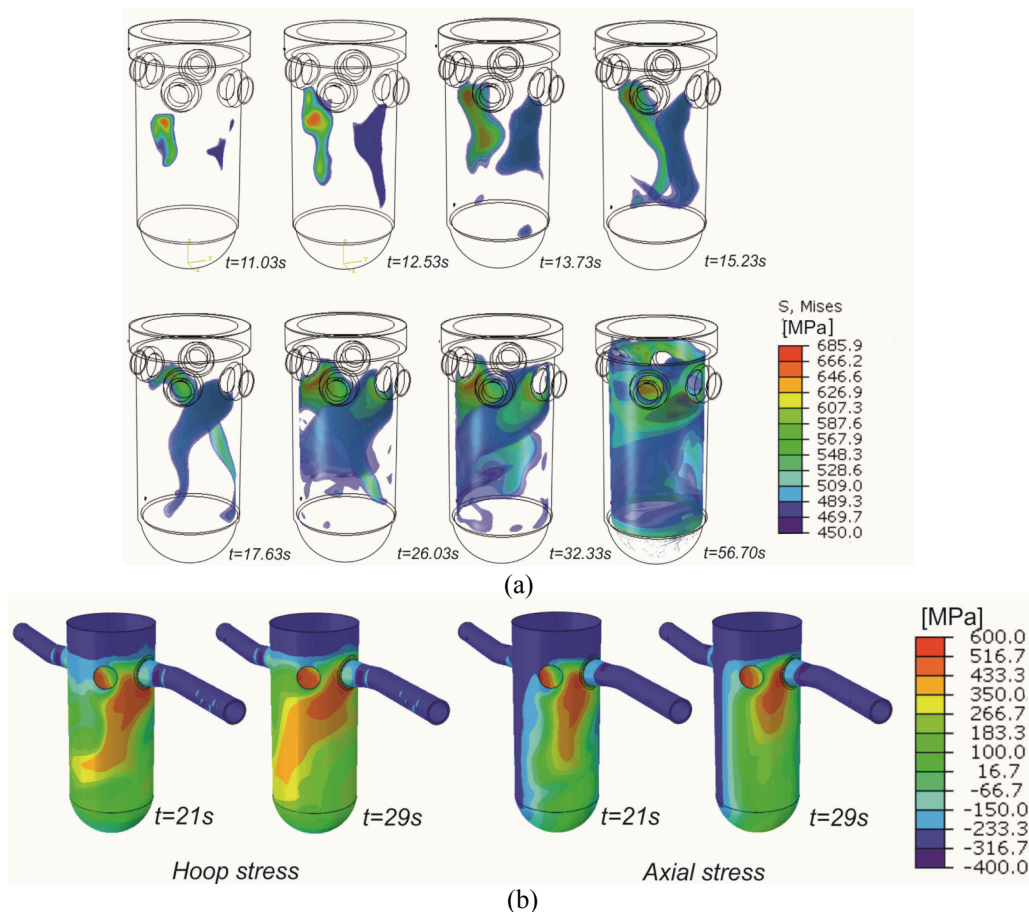 t=11.03s
t=12.53s
t=13.73s
t=15.23s
S, Mises
[MPa]
685.9
666.2
646.6
626.9
607.3
587.6
567.9
548.3
528.6
509.0
489.3
469.7
450.0
t=17.63s
t=26.03s
t=32.33s
t=56.70s
(a)
[MPa]
600.0
516.7
433.3
350.0
266.7
183.3
100.0
16.7
-66.7
-150.0
-233.3
-316.7
-400.0
t=21s
t=29s
t=21s
t=29s
Hoop stress
Axial stress
(b)